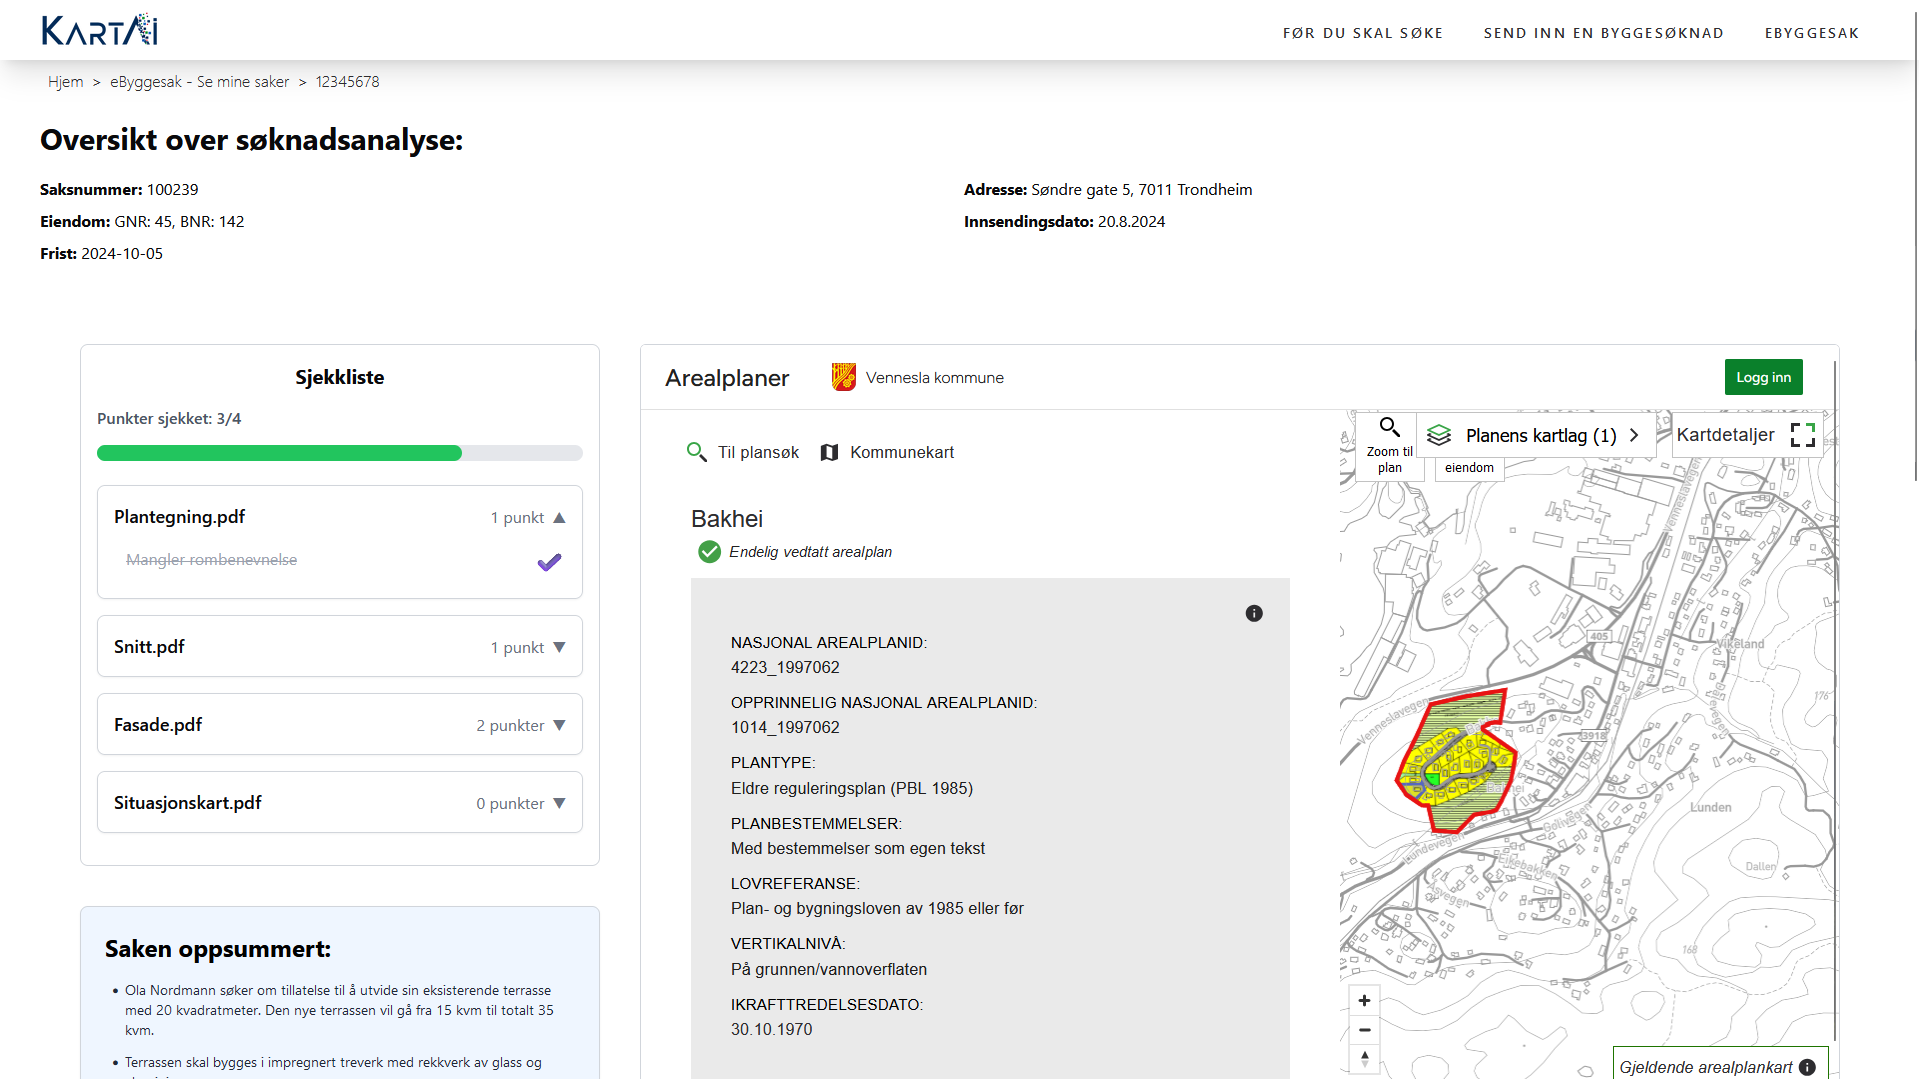 KARTAI
FØR DU SKAL SØKE
SEND INN EN BYGGESØKNAD
EBYGGESAK
Hjem > eByggesak - Se mine saker > 12345678
Oversikt over søknadsanalyse:
Saksnummer: 100239
Adresse: Søndre gate 5, 7011 Trondheim
Eiendom: GNR: 45, BNR: 142
Innsendingsdato: 20.8.2024
Frist: 2024-10-05
Sjekkliste
Punkter sjekket: 3/4
Plantegning.pdf
1 punkt ▲
Mangler rombenevnelse
Snitt.pdf
1 punkt ▼
Fasade.pdf
2 punkter ▼
Situasjonskart.pdf
0 punkter ▼
Saken oppsummert:
• Ola Nordmann søker om tillatelse til å utvide sin eksisterende terrasse
med 20 kvadratmeter. Den nye terrassen vil gå fra 15 kvm til totalt 35
kvm.
• Terrassen skal bygges i impregnert treverk med rekkverk av glass og
Arealplaner
Vennesla kommune
Logg inn
Til plansøk
Kommunekart
Bakhei
Endelig vedtatt arealplan
NASJONAL AREALPLANID:
4223_1997062
OPPRINNELIG NASJONAL AREALPLANID:
1014_1997062
PLANTYPE:
Eldre reguleringsplan (PBL 1985)
PLANBESTEMMELSER:
Med bestemmelser som egen tekst
LOVREFERANSE:
Plan- og bygningsloven av 1985 eller før
VERTIKALNIVÅ:
På grunnen/vannoverflaten
IKRAFTTREDELSESDATO:
30.10.1970
Zoom til
plan
eiendom
Planens kartlag (1)
Kartdetaljer
Venneslavegen
405
Vikeland
176
Venneslavegen
3918
Lunden
Lundevegen
Eikebakken
Åsvegen
Dallen
168
+
−
Gjeldende arealplankart